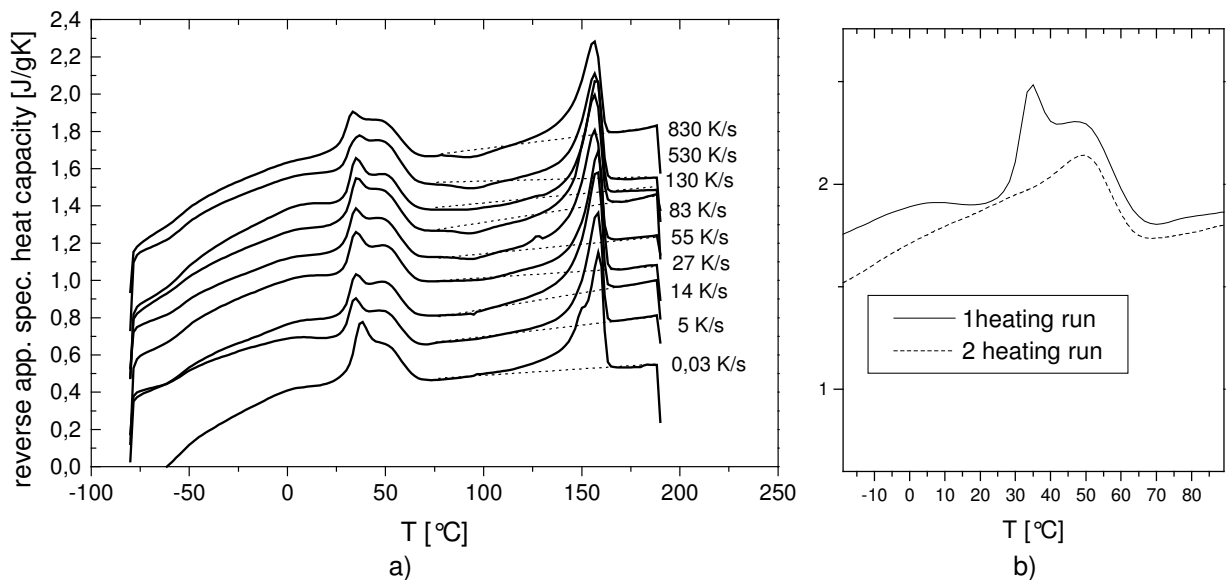 reverse app. spec. heat capacity [J/gK]
2,4
2,2
2,0
1,8
1,6
1,4
1,2
1,0
0,8
0,6
0,4
0,2
0,0
-100
-50
0
50
100
150
200
250
T [°C]
a)
830 K/s
530 K/s
130 K/s
83 K/s
55 K/s
27 K/s
14 K/s
5 K/s
0,03 K/s
2
1
1heating run
2 heating run
-10 0 10 20 30 40 50 60 70 80
T [°C]
b)